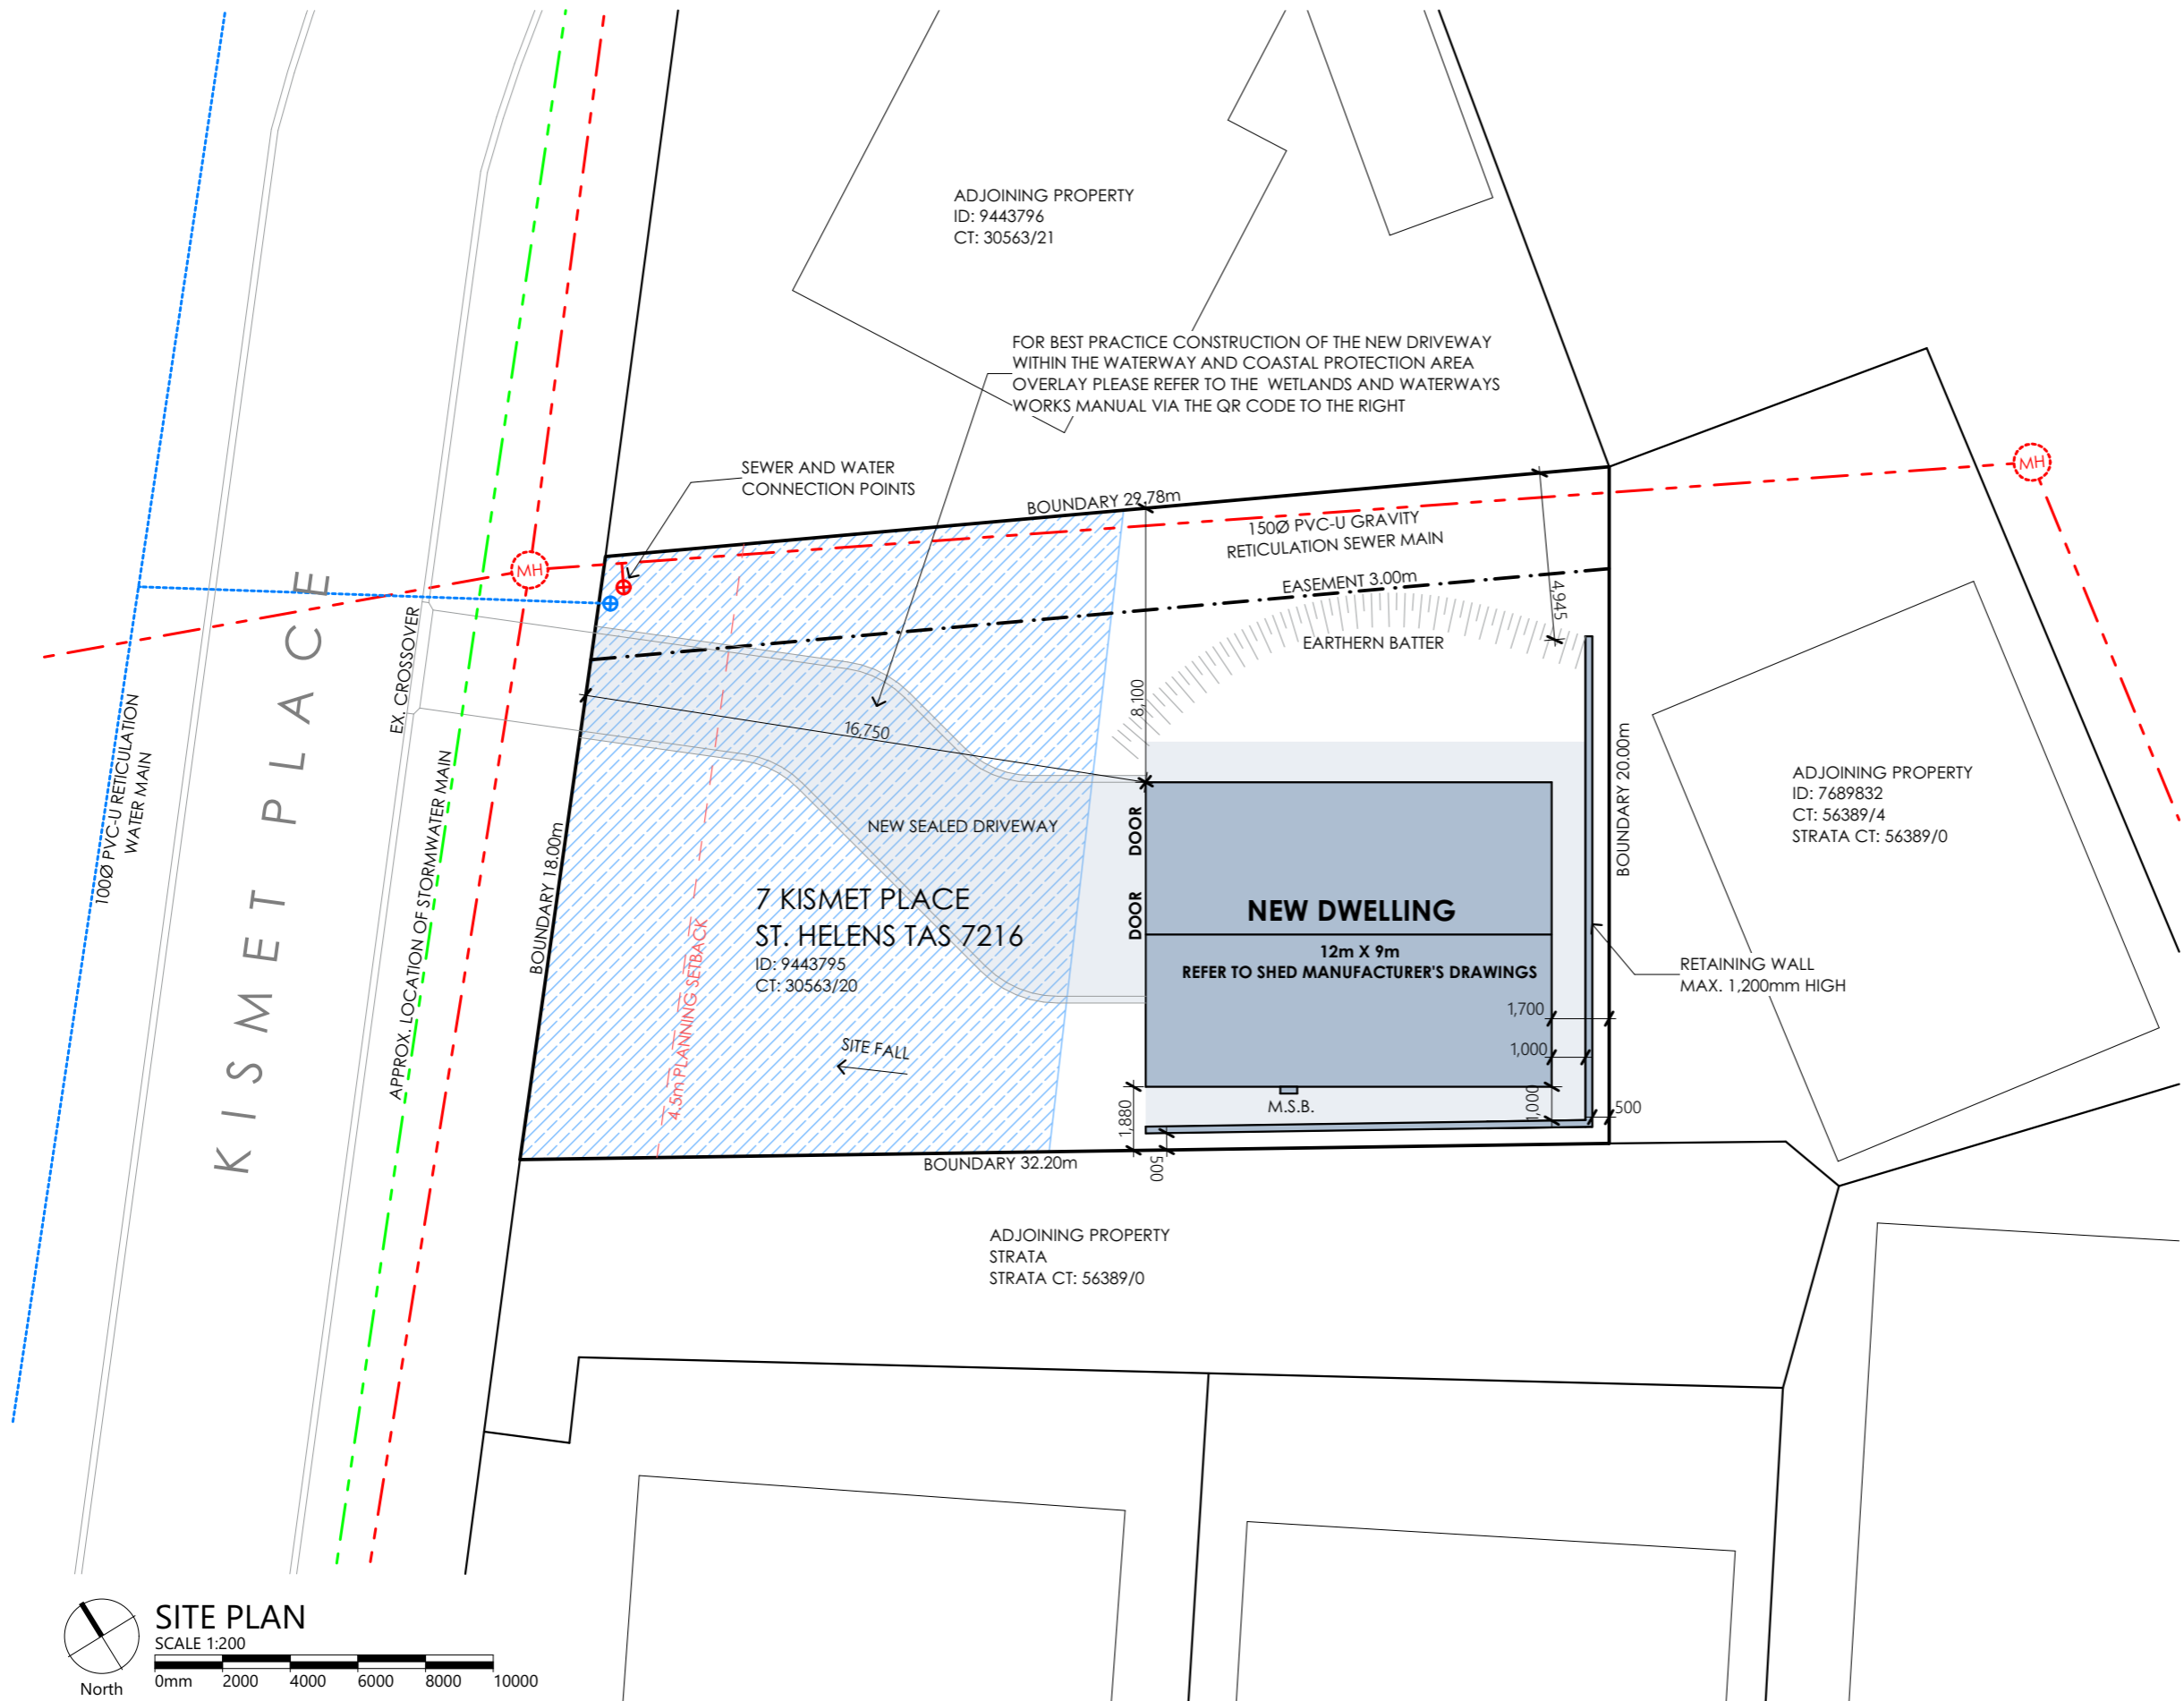 ADJOINING PROPERTY
ID: 9443796
CT: 30563/21
FOR BEST PRACTICE CONSTRUCTION OF THE NEW DRIVEWAY
WITHIN THE WATERWAY AND COASTAL PROTECTION AREA
OVERLAY PLEASE REFER TO THE WETLANDS AND WATERWAYS
WORKS MANUAL VIA THE QR CODE TO THE RIGHT
SEWER AND WATER
CONNECTION POINTS
MH
BOUNDARY 29.78m
150Ø PVC-U GRAVITY
RETICULATION SEWER MAIN
MH
EASEMENT 3.00m
4,945
EARTHERN BATTER
KISMET PLACE
EX. CROSSOVER
100Ø PVC-U RETICULATION
WATER MAIN
APPROX. LOCATION OF STORMWATER MAIN
BOUNDARY 18.00m
4.5m PLANNING SETBACK
16,750
8,100
NEW SEALED DRIVEWAY
DOOR
DOOR
7 KISMET PLACE
ST. HELENS TAS 7216
ID: 9443795
CT: 30563/20
NEW DWELLING
12m X 9m
REFER TO SHED MANUFACTURER'S DRAWINGS
BOUNDARY 20.00m
ADJOINING PROPERTY
ID: 7689832
CT: 56389/4
STRATA CT: 56389/0
RETAINING WALL
MAX. 1,200mm HIGH
1,700
1,000
SITE FALL
1,880
M.S.B.
1,000
500
500
BOUNDARY 32.20m
ADJOINING PROPERTY
STRATA
STRATA CT: 56389/0
SITE PLAN
SCALE 1:200
0mm 2000 4000 6000 8000 10000
North